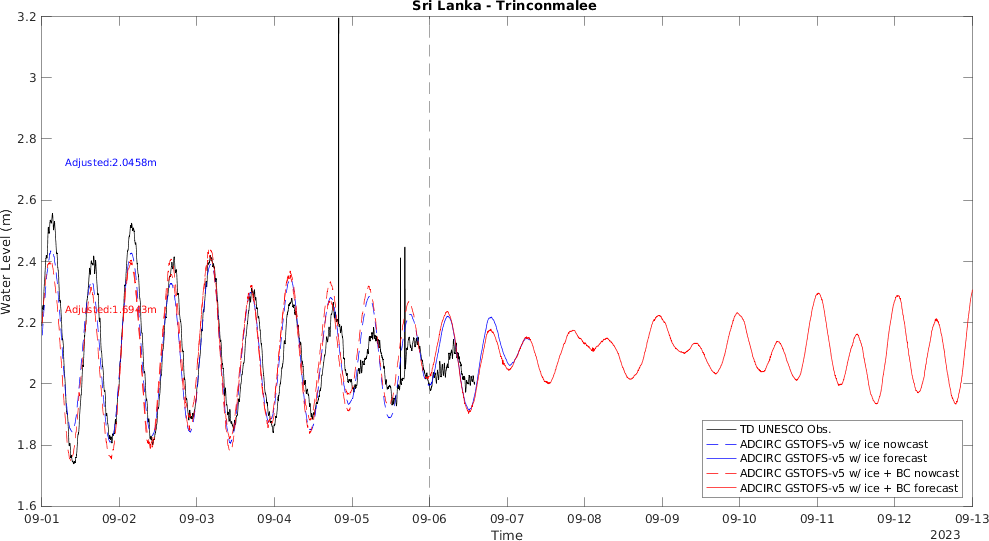 Sri Lanka - Trinconmalee
3.2
3
2.8
2.6
2.4
2.2
2
1.8
1.6
Water Level (m)
Adjusted:2.0458m
Adjusted:1.6943m
TD UNESCO Obs.
ADCIRC GSTOFS-v5 w/ ice nowcast
ADCIRC GSTOFS-v5 w/ ice forecast
ADCIRC GSTOFS-v5 w/ ice + BC nowcast
ADCIRC GSTOFS-v5 w/ ice + BC forecast
09-01 09-02 09-03 09-04 09-05 09-06 09-07 09-08 09-09 09-10 09-11 09-12 09-13
Time
2023